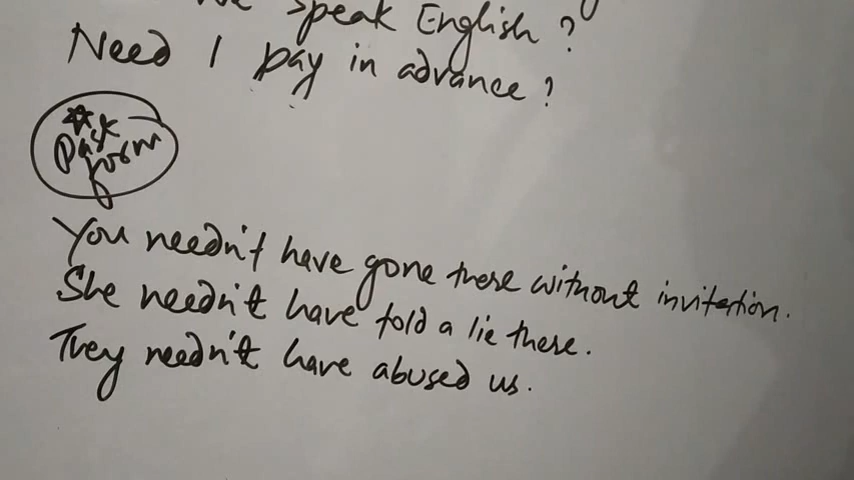 speak English ?
Need I pay in advance ?
Past
form
You needn't have gone there without invitation.
She needn't have told a lie there.
They needn't have abused us.